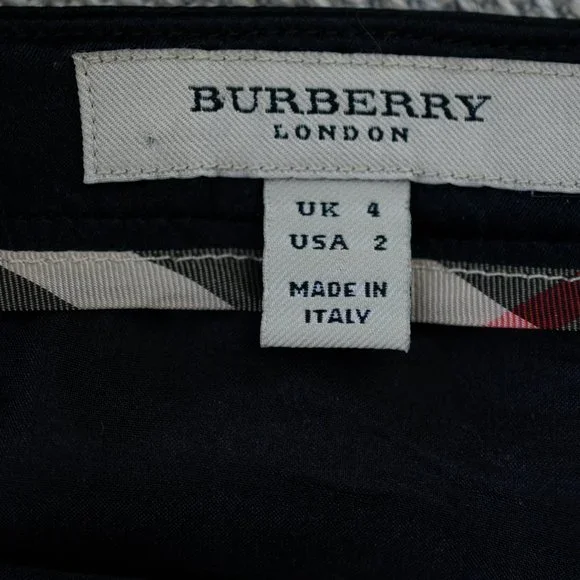 BURBERRY
LONDON
UK 4
USA 2
MADE IN
ITALY